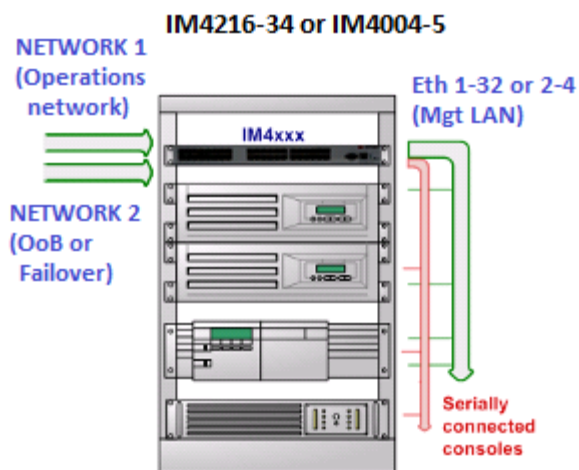 IM4216-34 or IM4004-5
NETWORK 1
(Operations
network)
Eth 1-32 or 2-4
(Mgt LAN)
IM4xxx
NETWORK 2
(OoB or
Failover)
Serially
connected
consoles